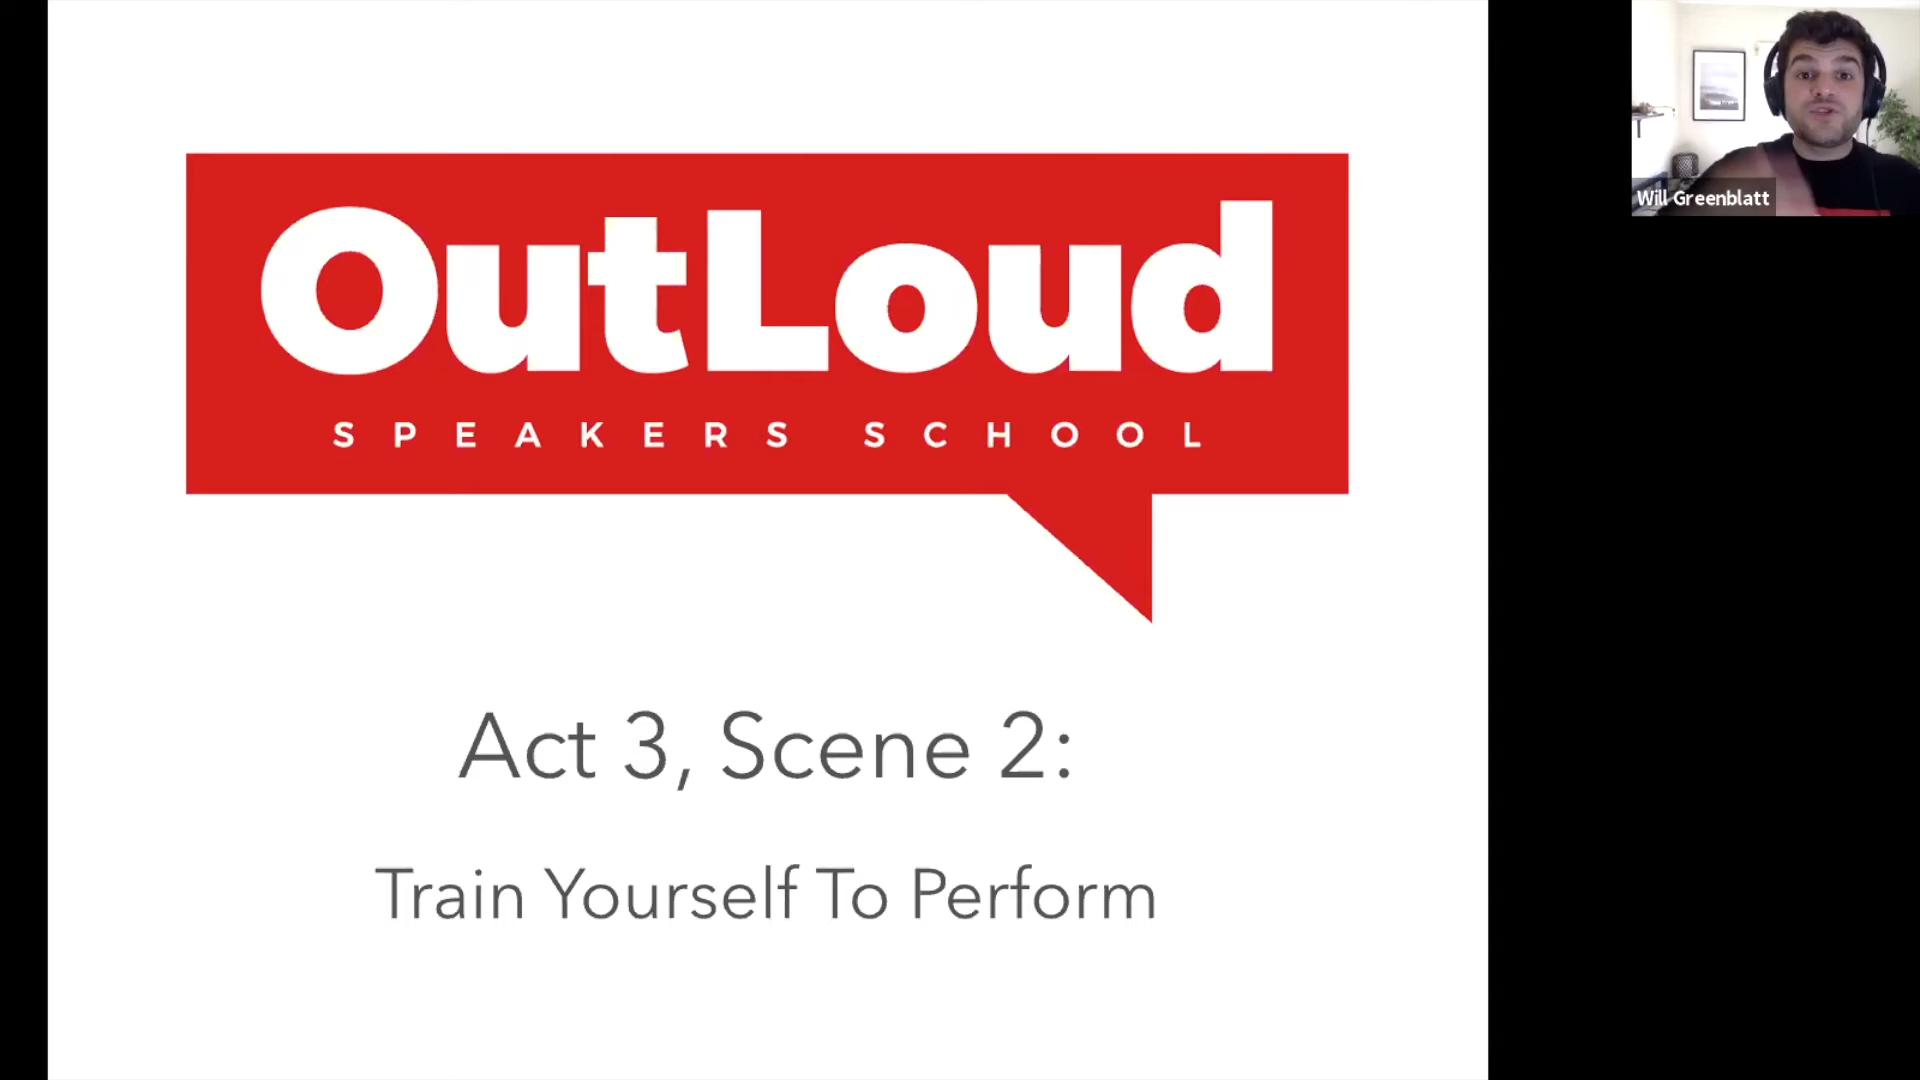 OutLoud
SPEAKERS SCHOOL
Act 3, Scene 2:
Train Yourself To Perform
Will Greenblatt